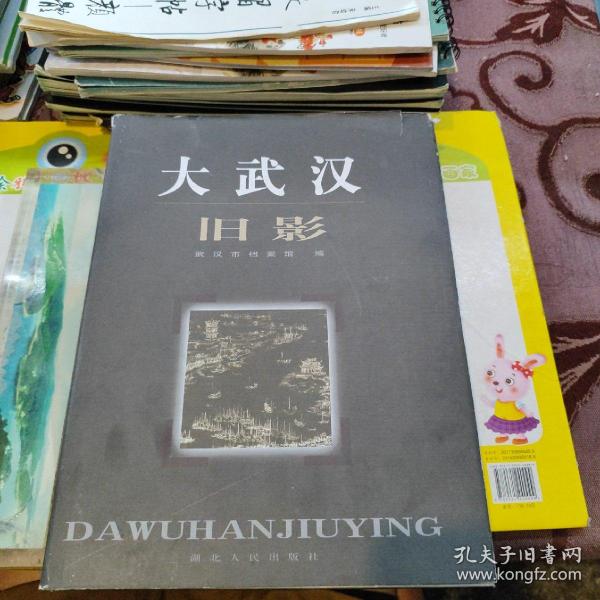 大武汉
旧影
武汉市档案馆 编
DAWUHANJIUYING
湖北人民出版社
孔夫子旧书网
www.kongfz.com